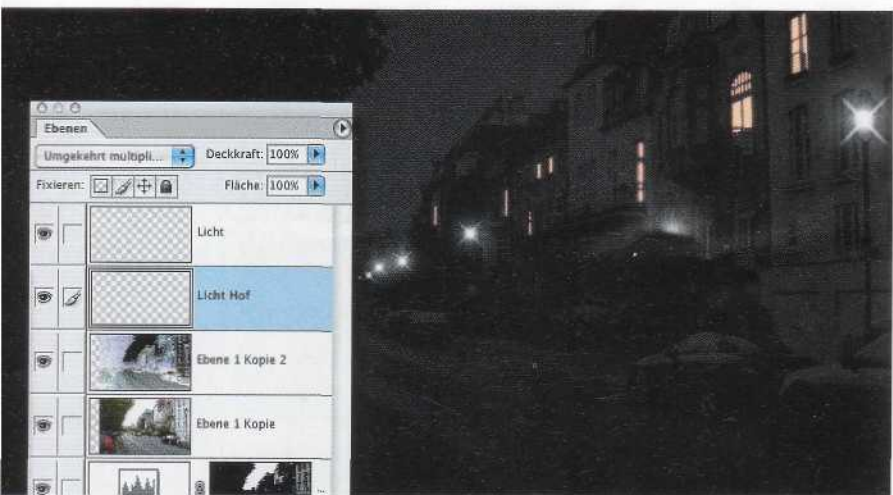 Ebenen
Umgekehrt multipli... Deckkraft: 100%
Fixieren: Fläche: 100%
Licht
Licht Hof
Ebene 1 Kopie 2
Ebene 1 Kopie
...